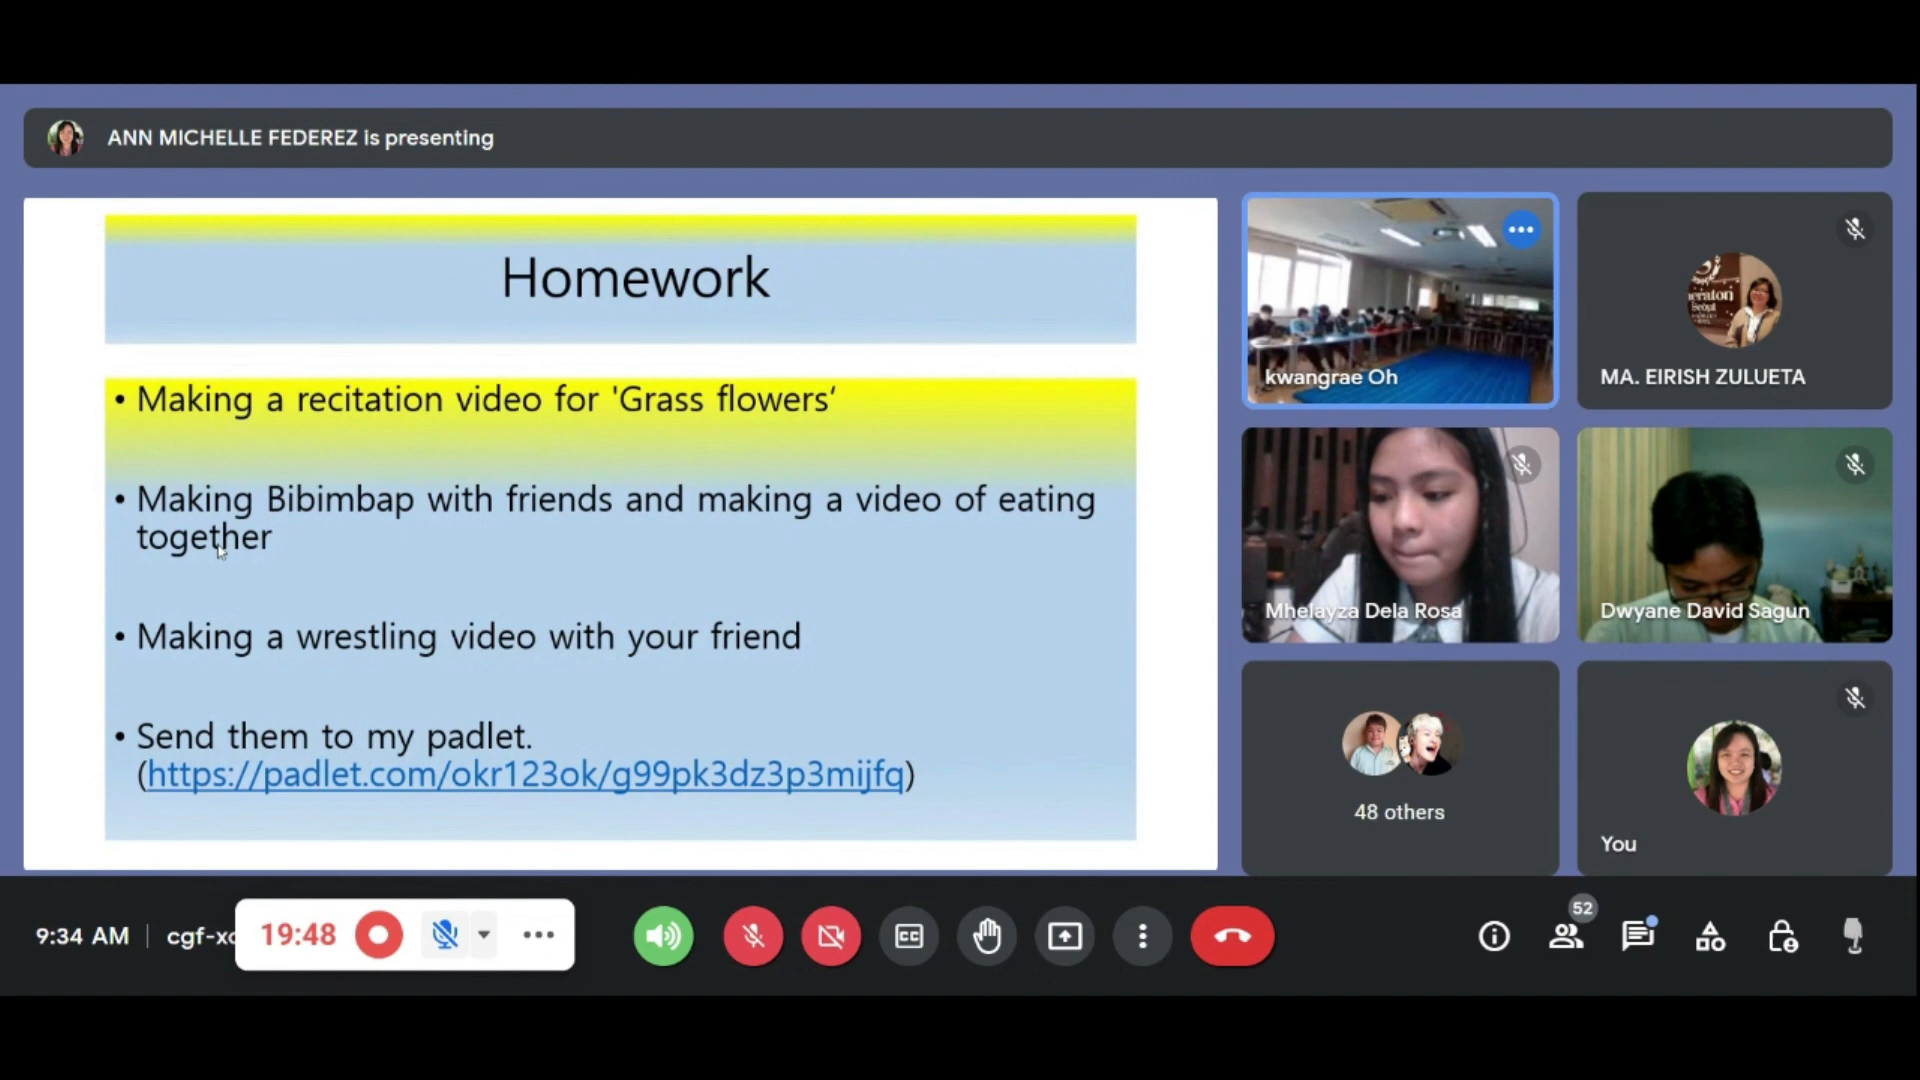 ANN MICHELLE FEDEREZ is presenting
Homework
• Making a recitation video for 'Grass flowers‘
• Making Bibimbap with friends and making a video of eating
together
• Making a wrestling video with your friend
• Send them to my padlet.
(https://padlet.com/okr123ok/g99pk3dz3p3mijfq)
kwangrae Oh
MA. EIRISH ZULUETA
Mhelayza Dela Rosa
Dwyane David Sagun
48 others
You
9:34 AM
19:48
CC
52